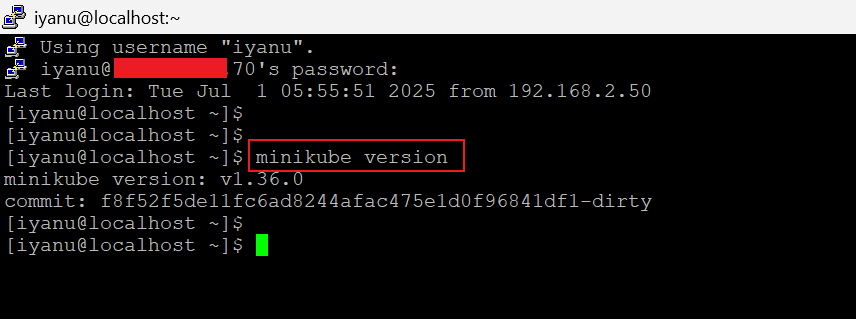 iyanu@localhost:~
Using username "iyanu".
iyanu@ .70's password:
Last login: Tue Jul  1 05:55:51 2025 from 192.168.2.50
[iyanu@localhost ~]$
[iyanu@localhost ~]$
[iyanu@localhost ~]$ minikube version
minikube version: v1.36.0
commit: f8f52f5de11fc6ad8244afac475e1d0f96841df1-dirty
[iyanu@localhost ~]$
[iyanu@localhost ~]$